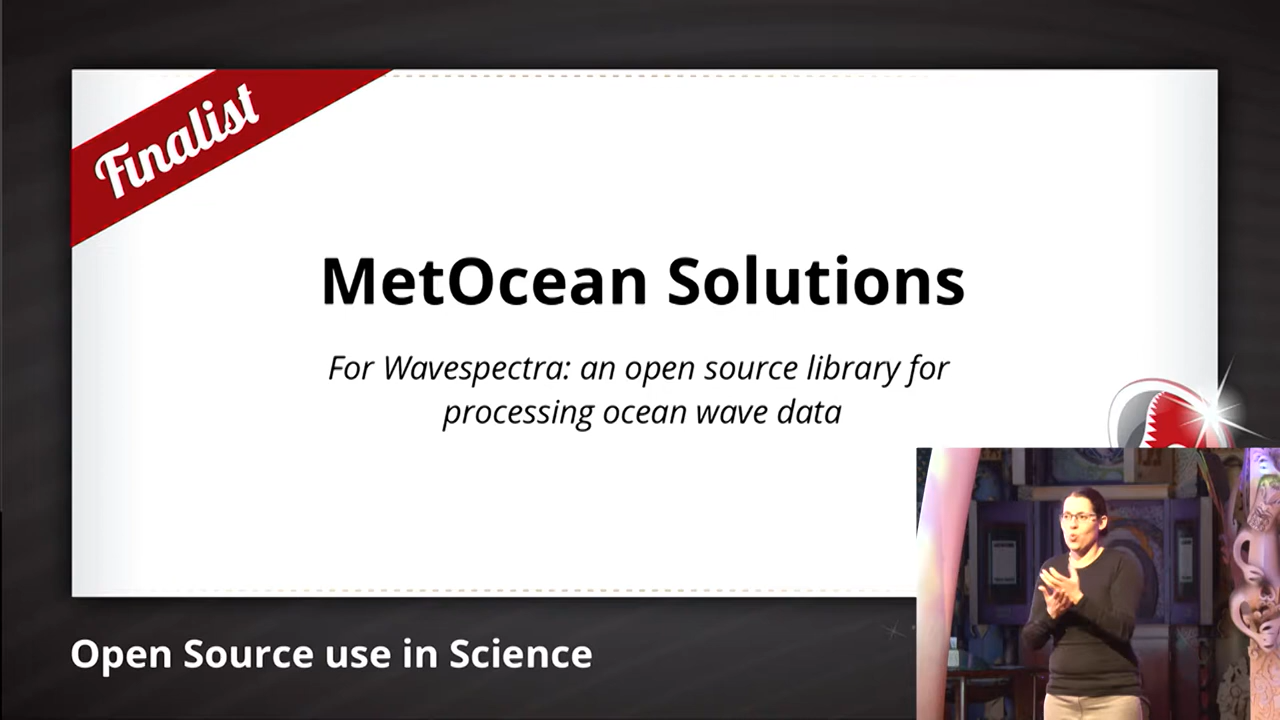 Finalist
MetOcean Solutions
For Wavespectra: an open source library for
processing ocean wave data
Open Source use in Science